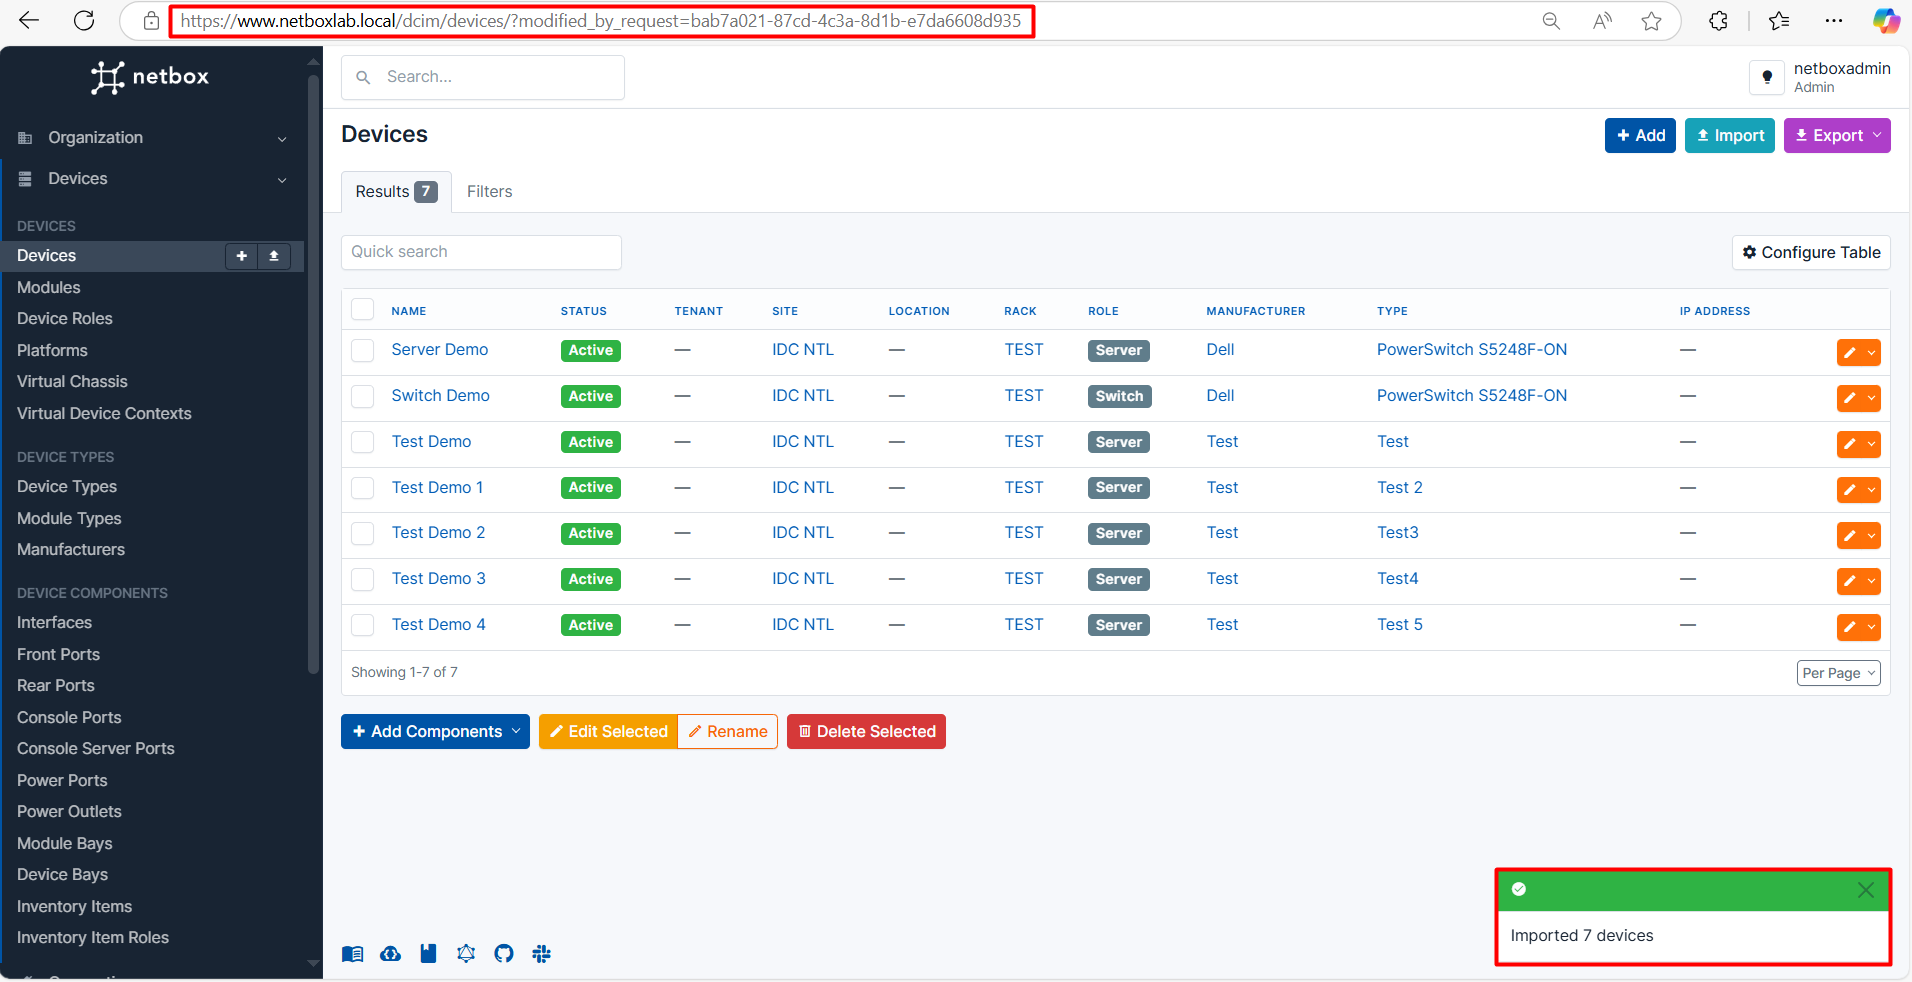 https://www.netboxlab.local/dcim/devices/?modified_by_request=bab7a021-87cd-4c3a-8d1b-e7da6608d935
netbox
Search...
netboxadmin
Admin
Organization
Devices
DEVICES
Devices
Modules
Device Roles
Platforms
Virtual Chassis
Virtual Device Contexts
DEVICE TYPES
Device Types
Module Types
Manufacturers
DEVICE COMPONENTS
Interfaces
Front Ports
Rear Ports
Console Ports
Console Server Ports
Power Ports
Power Outlets
Module Bays
Device Bays
Inventory Items
Inventory Item Roles
Devices
+ Add Import Export
Results 7 Filters
Quick search
Configure Table
NAME STATUS TENANT SITE LOCATION RACK ROLE MANUFACTURER TYPE IP ADDRESS
Server Demo Active — IDC NTL — TEST Server Dell PowerSwitch S5248F-ON —
Switch Demo Active — IDC NTL — TEST Switch Dell PowerSwitch S5248F-ON —
Test Demo Active — IDC NTL — TEST Server Test Test —
Test Demo 1 Active — IDC NTL — TEST Server Test Test 2 —
Test Demo 2 Active — IDC NTL — TEST Server Test Test3 —
Test Demo 3 Active — IDC NTL — TEST Server Test Test4 —
Test Demo 4 Active — IDC NTL — TEST Server Test Test 5 —
Showing 1-7 of 7
Per Page
+ Add Components Edit Selected Rename Delete Selected
Imported 7 devices